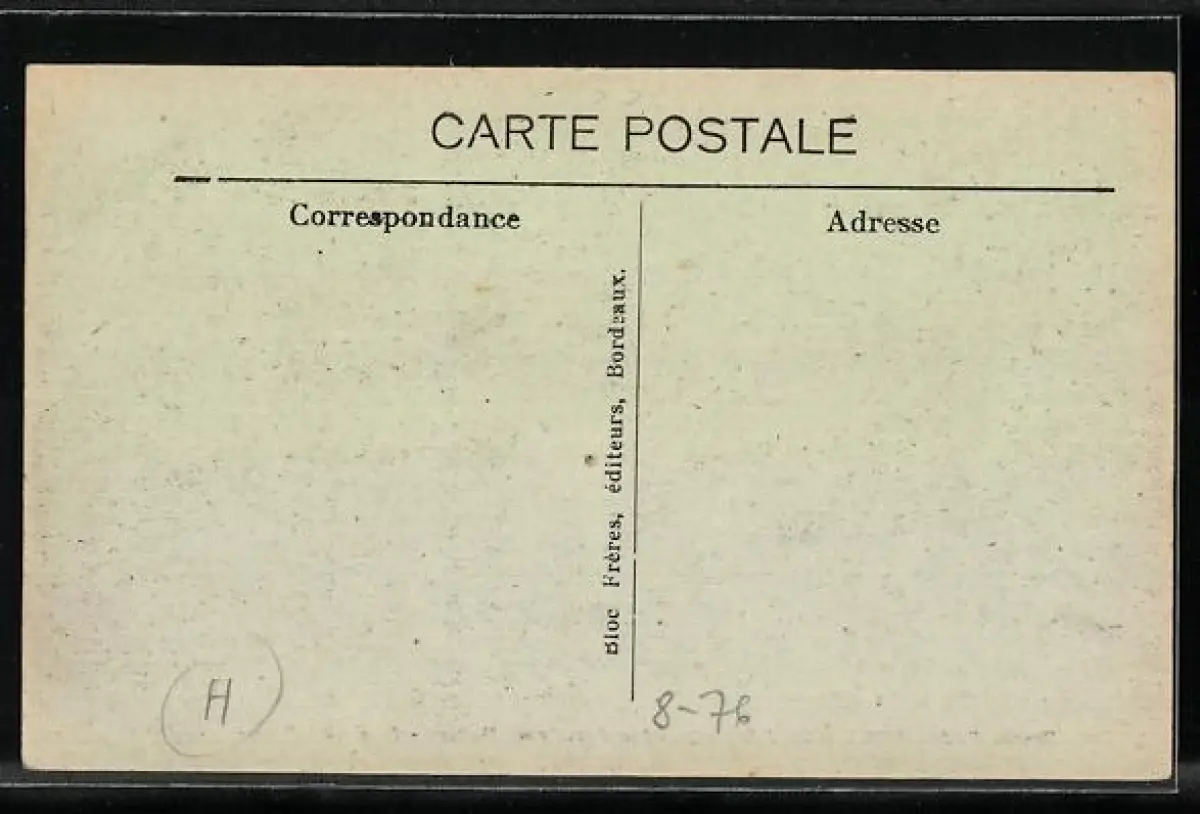 CARTE POSTALE
Correspondance
Adresse
Bloc Frères, éditeurs, Bordeaux.
H
8-76